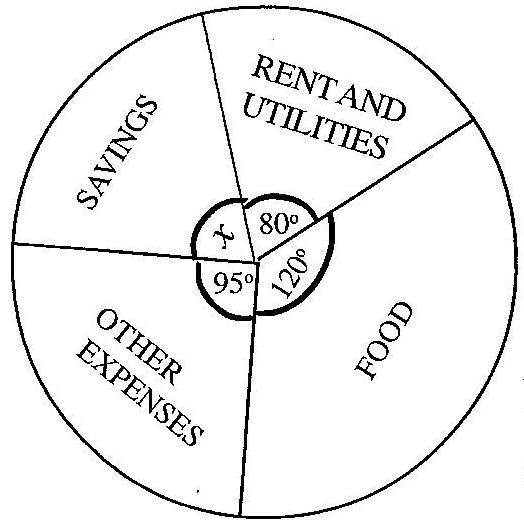 RENT AND
UTILITIES
SAVINGS
x
80°
95°
120°
OTHER
EXPENSES
FOOD